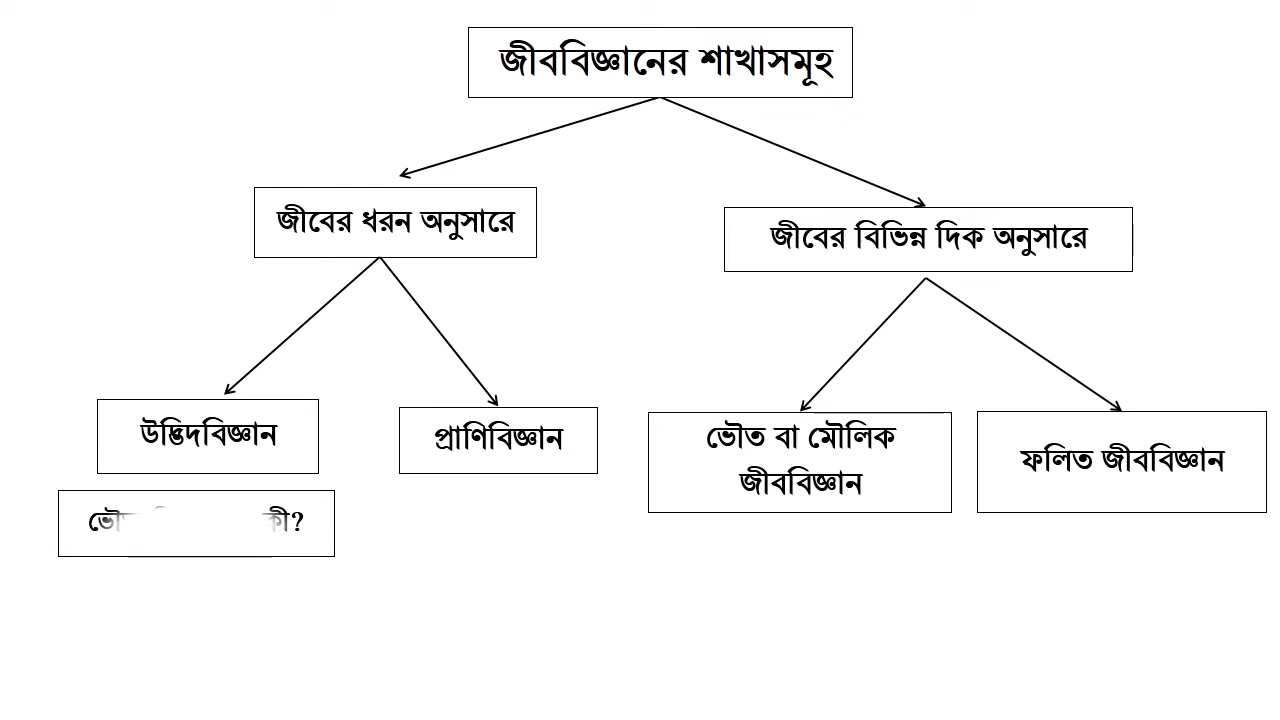 জীববিজ্ঞানের শাখাসমূহ
জীবের ধরন অনুসারে
জীবের বিভিন্ন দিক অনুসারে
উদ্ভিদবিজ্ঞান
প্রাণিবিজ্ঞান
ভৌত বা মৌলিক
জীববিজ্ঞান
ফলিত জীববিজ্ঞান
কী?